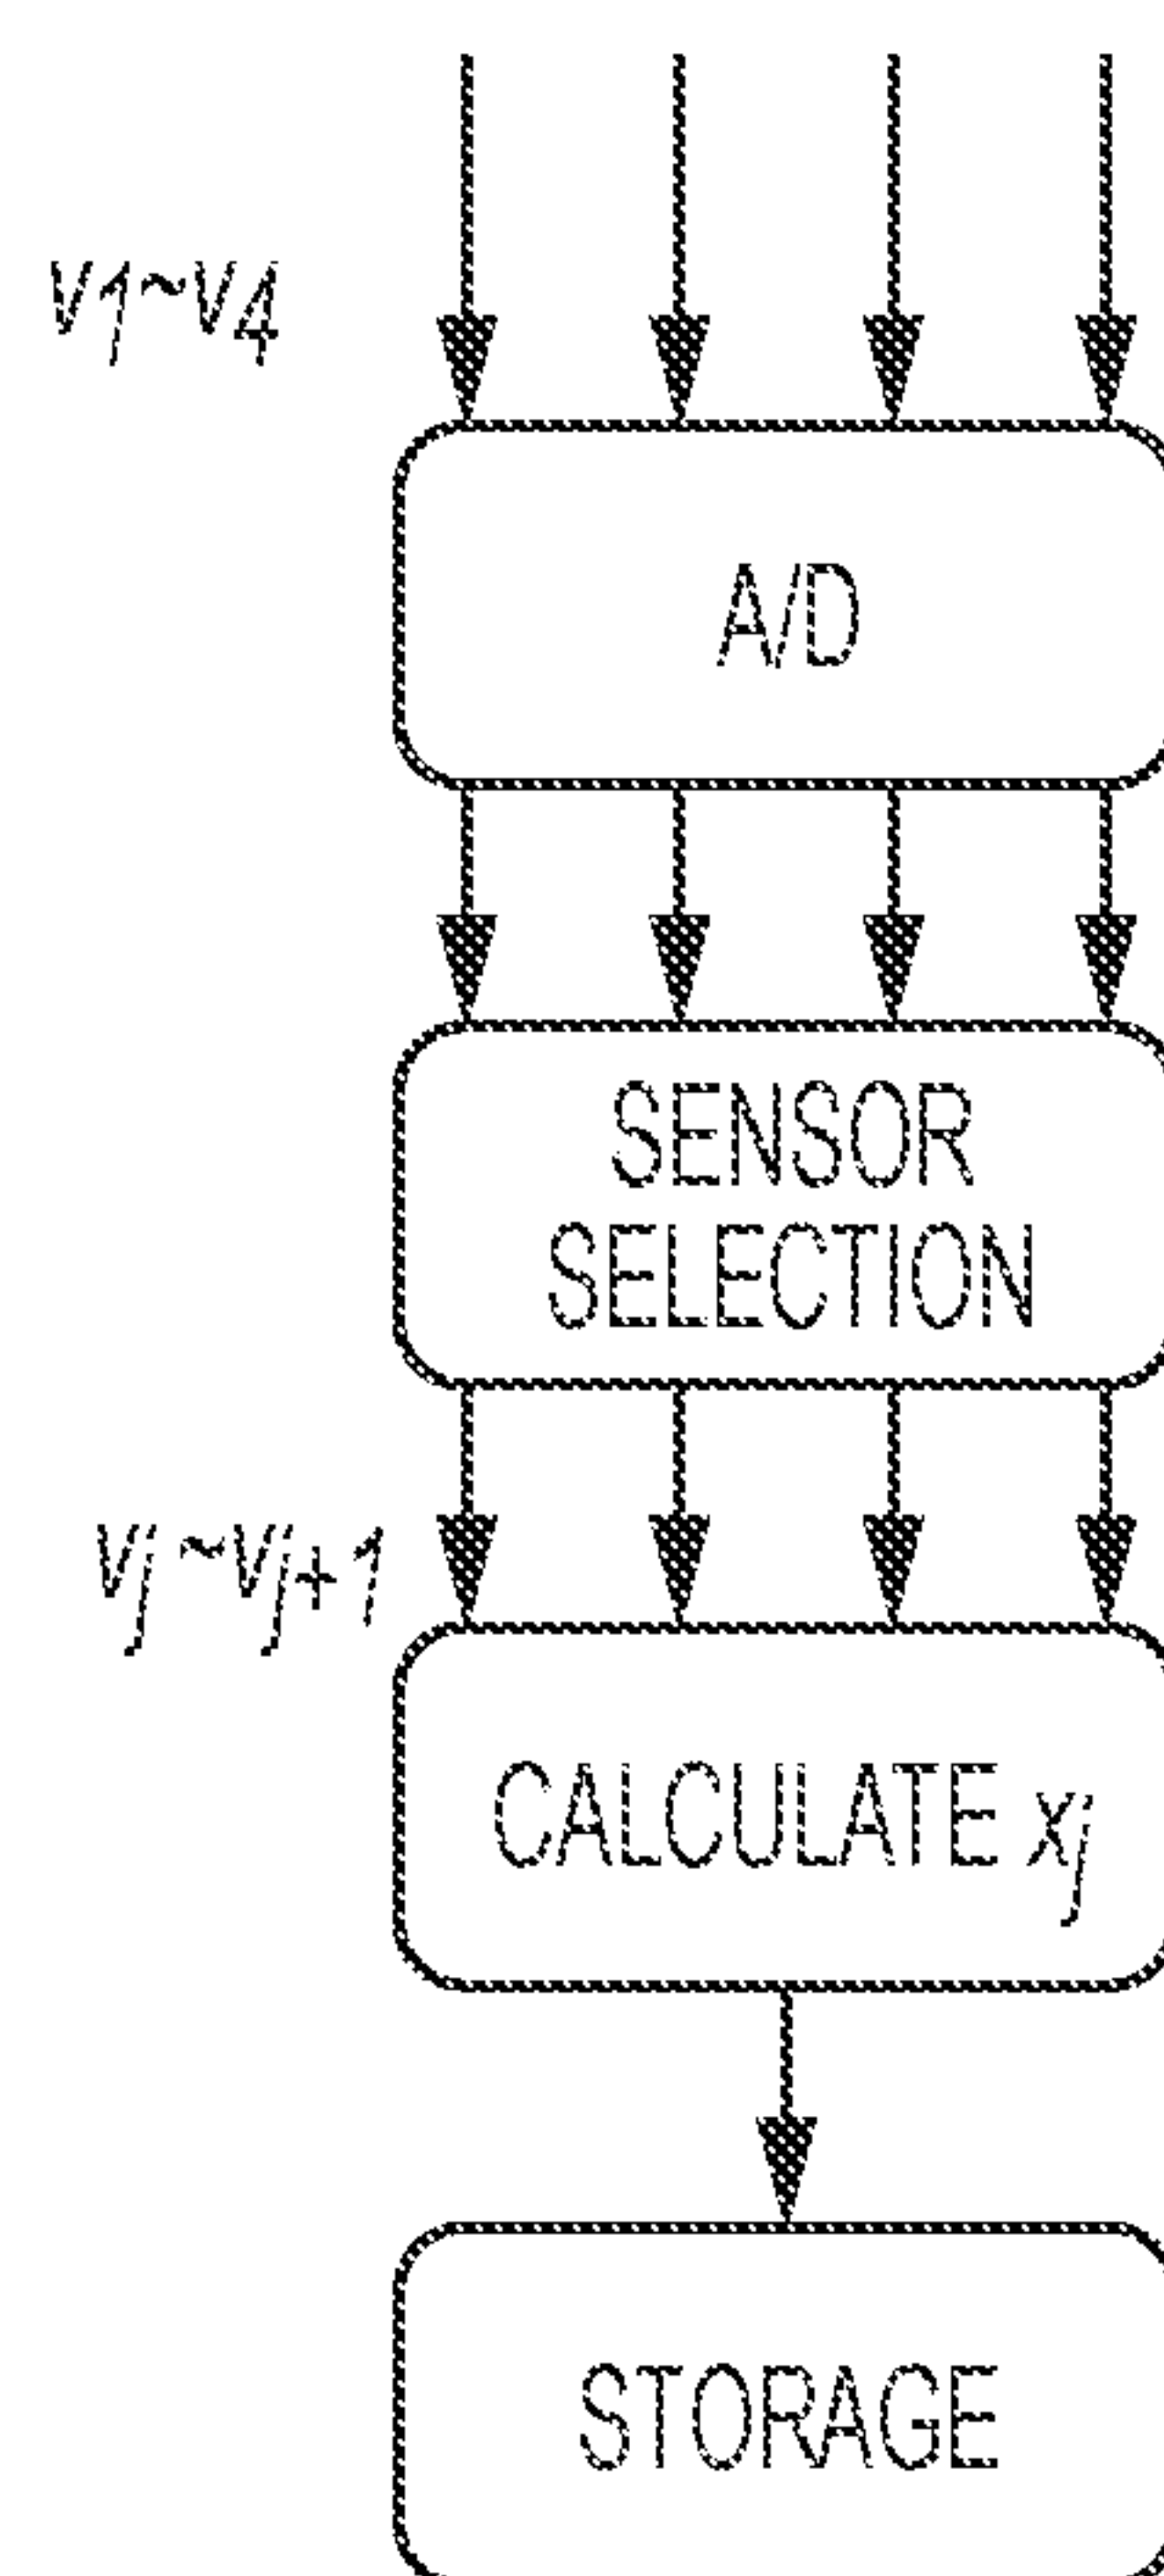 V1~V4
A/D
SENSOR
SELECTION
Vj~Vj+1
CALCULATE xj
STORAGE